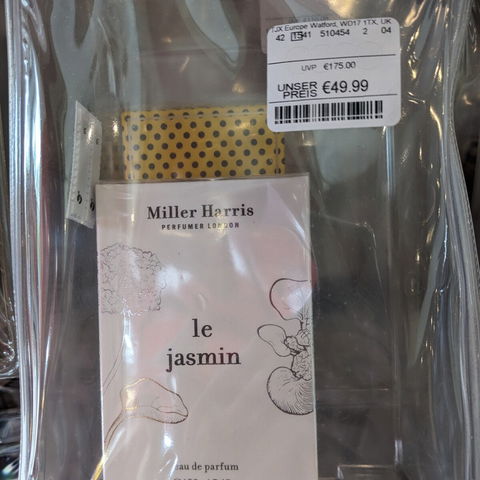 TJX Europe Watford, WD17 1TX, UK
42 1541 510454 2 04
UVP €175.00
UNSER
PREIS €49.99
Miller Harris
PERFUMER LONDON
le
jasmin
eau de parfum